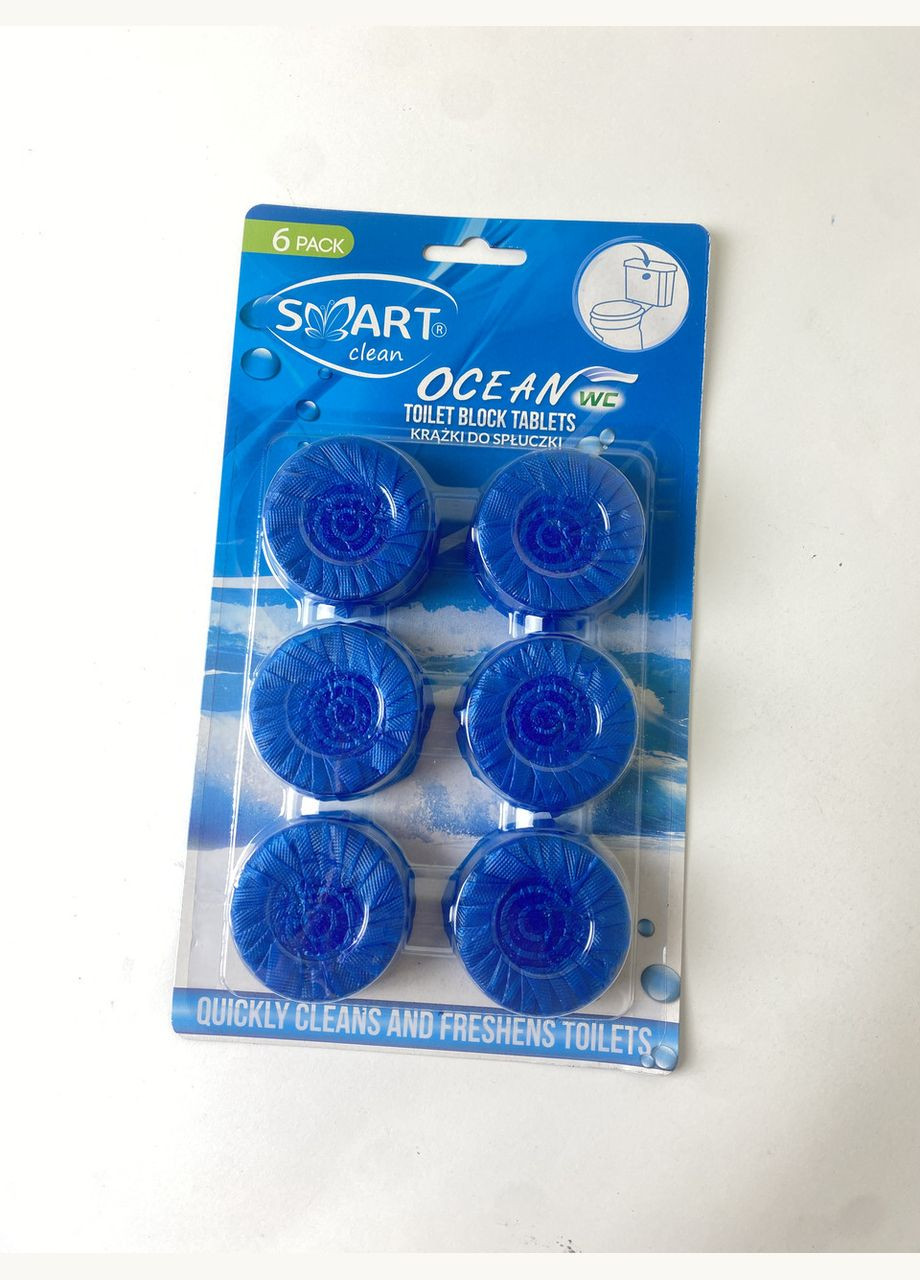 6 PACK
SMART®
clean
OCEAN
WC
TOILET BLOCK TABLETS
KRĄŻKI DO SPŁUCZKI
QUICKLY CLEANS AND FRESHENS TOILETS